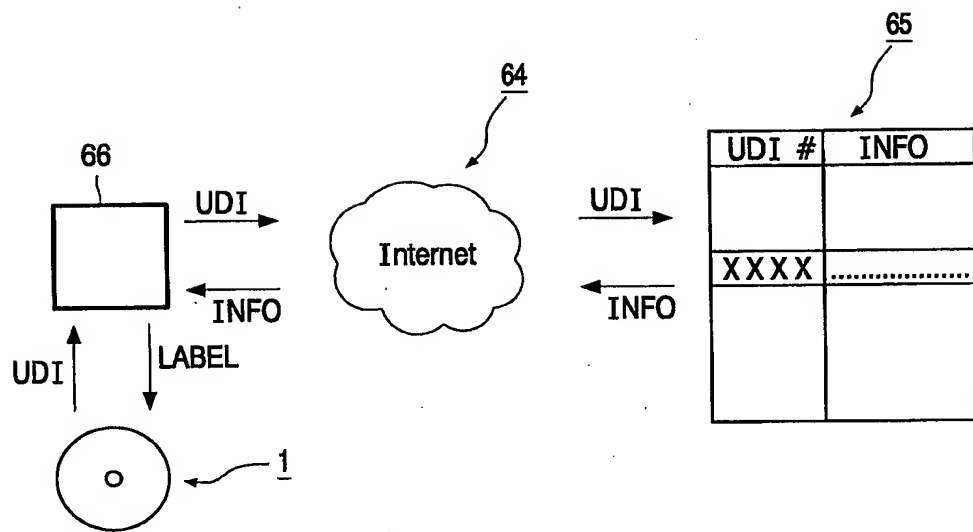 65
64
66
UDI # INFO
UDI
UDI
Internet
XXXX ....................
INFO
INFO
UDI
LABEL
1